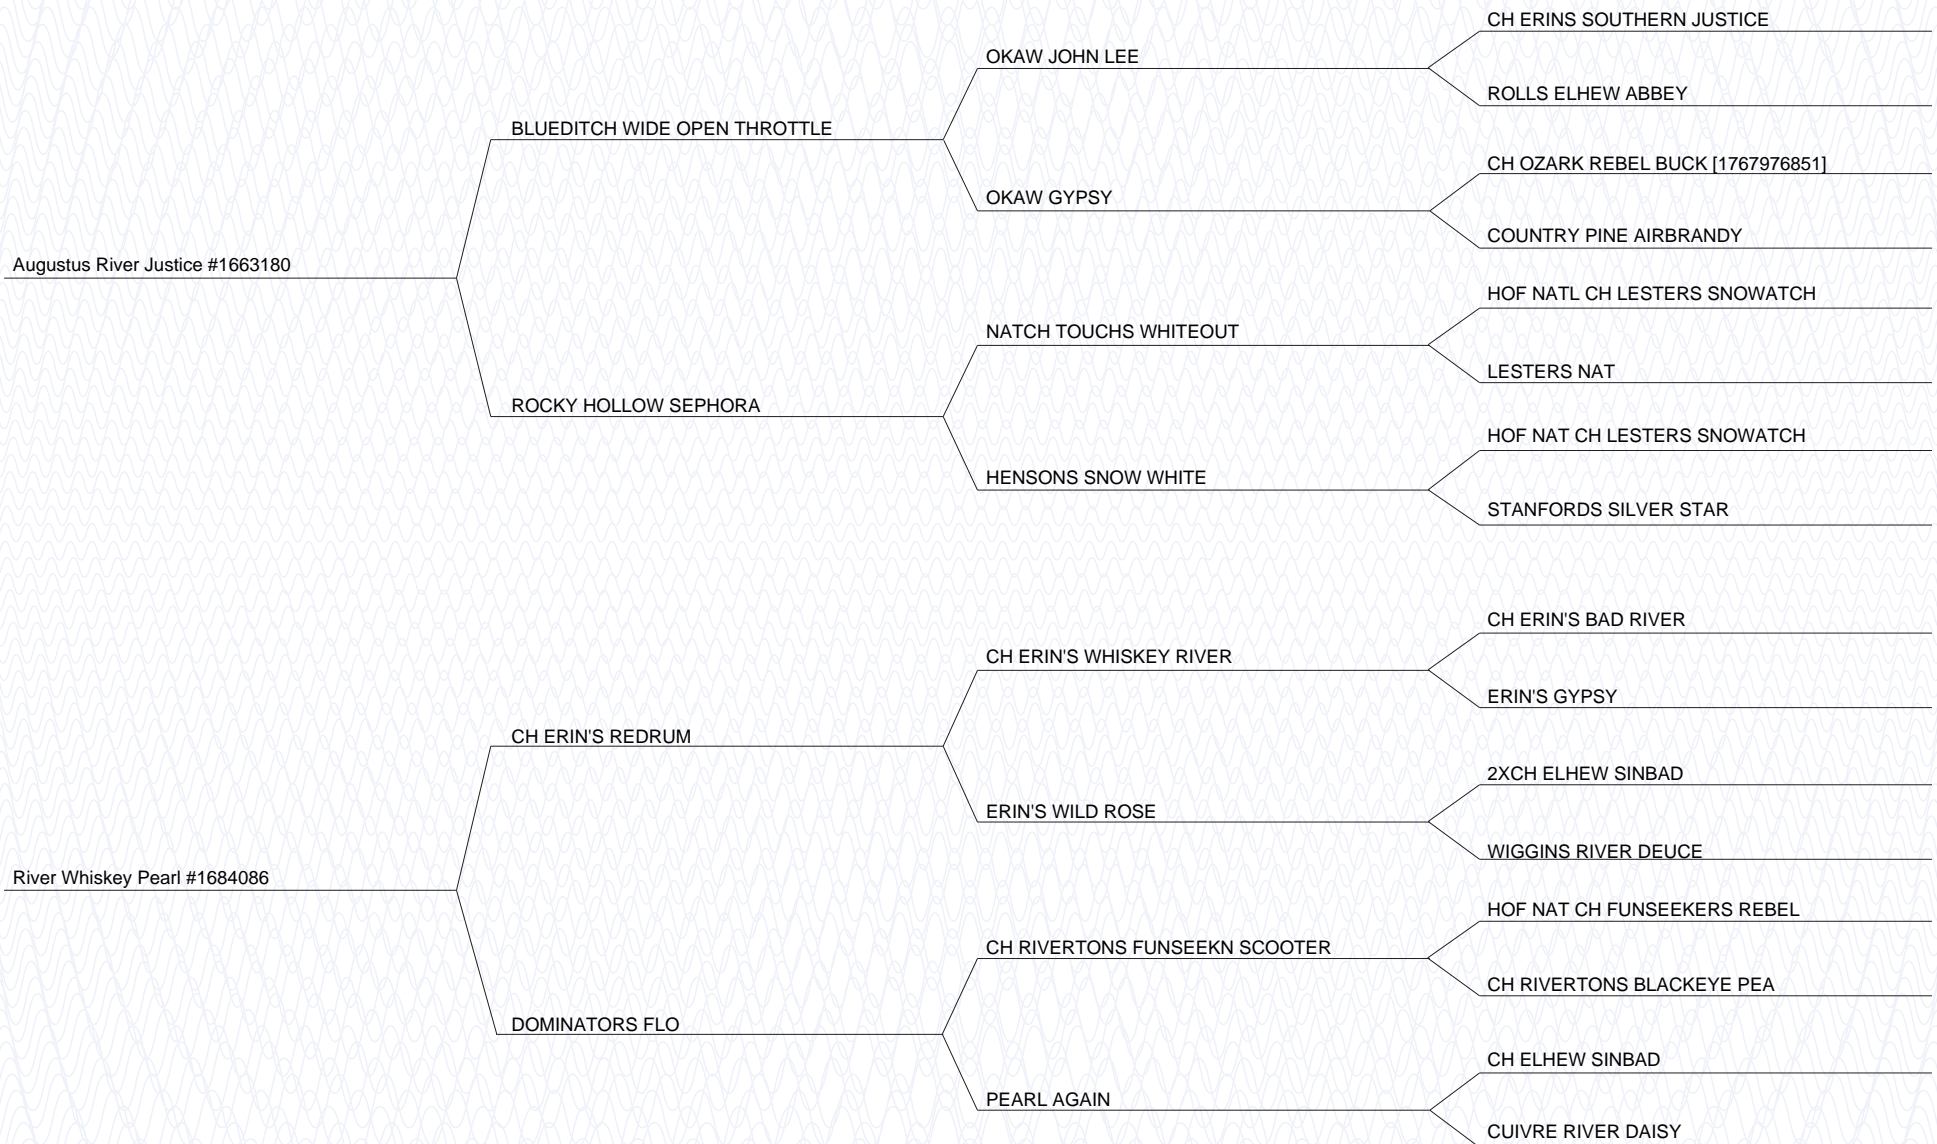 CH ERINS SOUTHERN JUSTICE
OKAW JOHN LEE
ROLLS ELHEW ABBEY
BLUEDITCH WIDE OPEN THROTTLE
CH OZARK REBEL BUCK [1767976851]
OKAW GYPSY
COUNTRY PINE AIRBRANDY
Augustus River Justice #1663180
HOF NATL CH LESTERS SNOWATCH
NATCH TOUCHS WHITEOUT
LESTERS NAT
ROCKY HOLLOW SEPHORA
HOF NAT CH LESTERS SNOWATCH
HENSONS SNOW WHITE
STANFORDS SILVER STAR
CH ERIN'S BAD RIVER
CH ERIN'S WHISKEY RIVER
ERIN'S GYPSY
CH ERIN'S REDRUM
2XCH ELHEW SINBAD
ERIN'S WILD ROSE
WIGGINS RIVER DEUCE
River Whiskey Pearl #1684086
HOF NAT CH FUNSEEKERS REBEL
CH RIVERTONS FUNSEEKN SCOOTER
CH RIVERTONS BLACKEYE PEA
DOMINATORS FLO
CH ELHEW SINBAD
PEARL AGAIN
CUIVRE RIVER DAISY